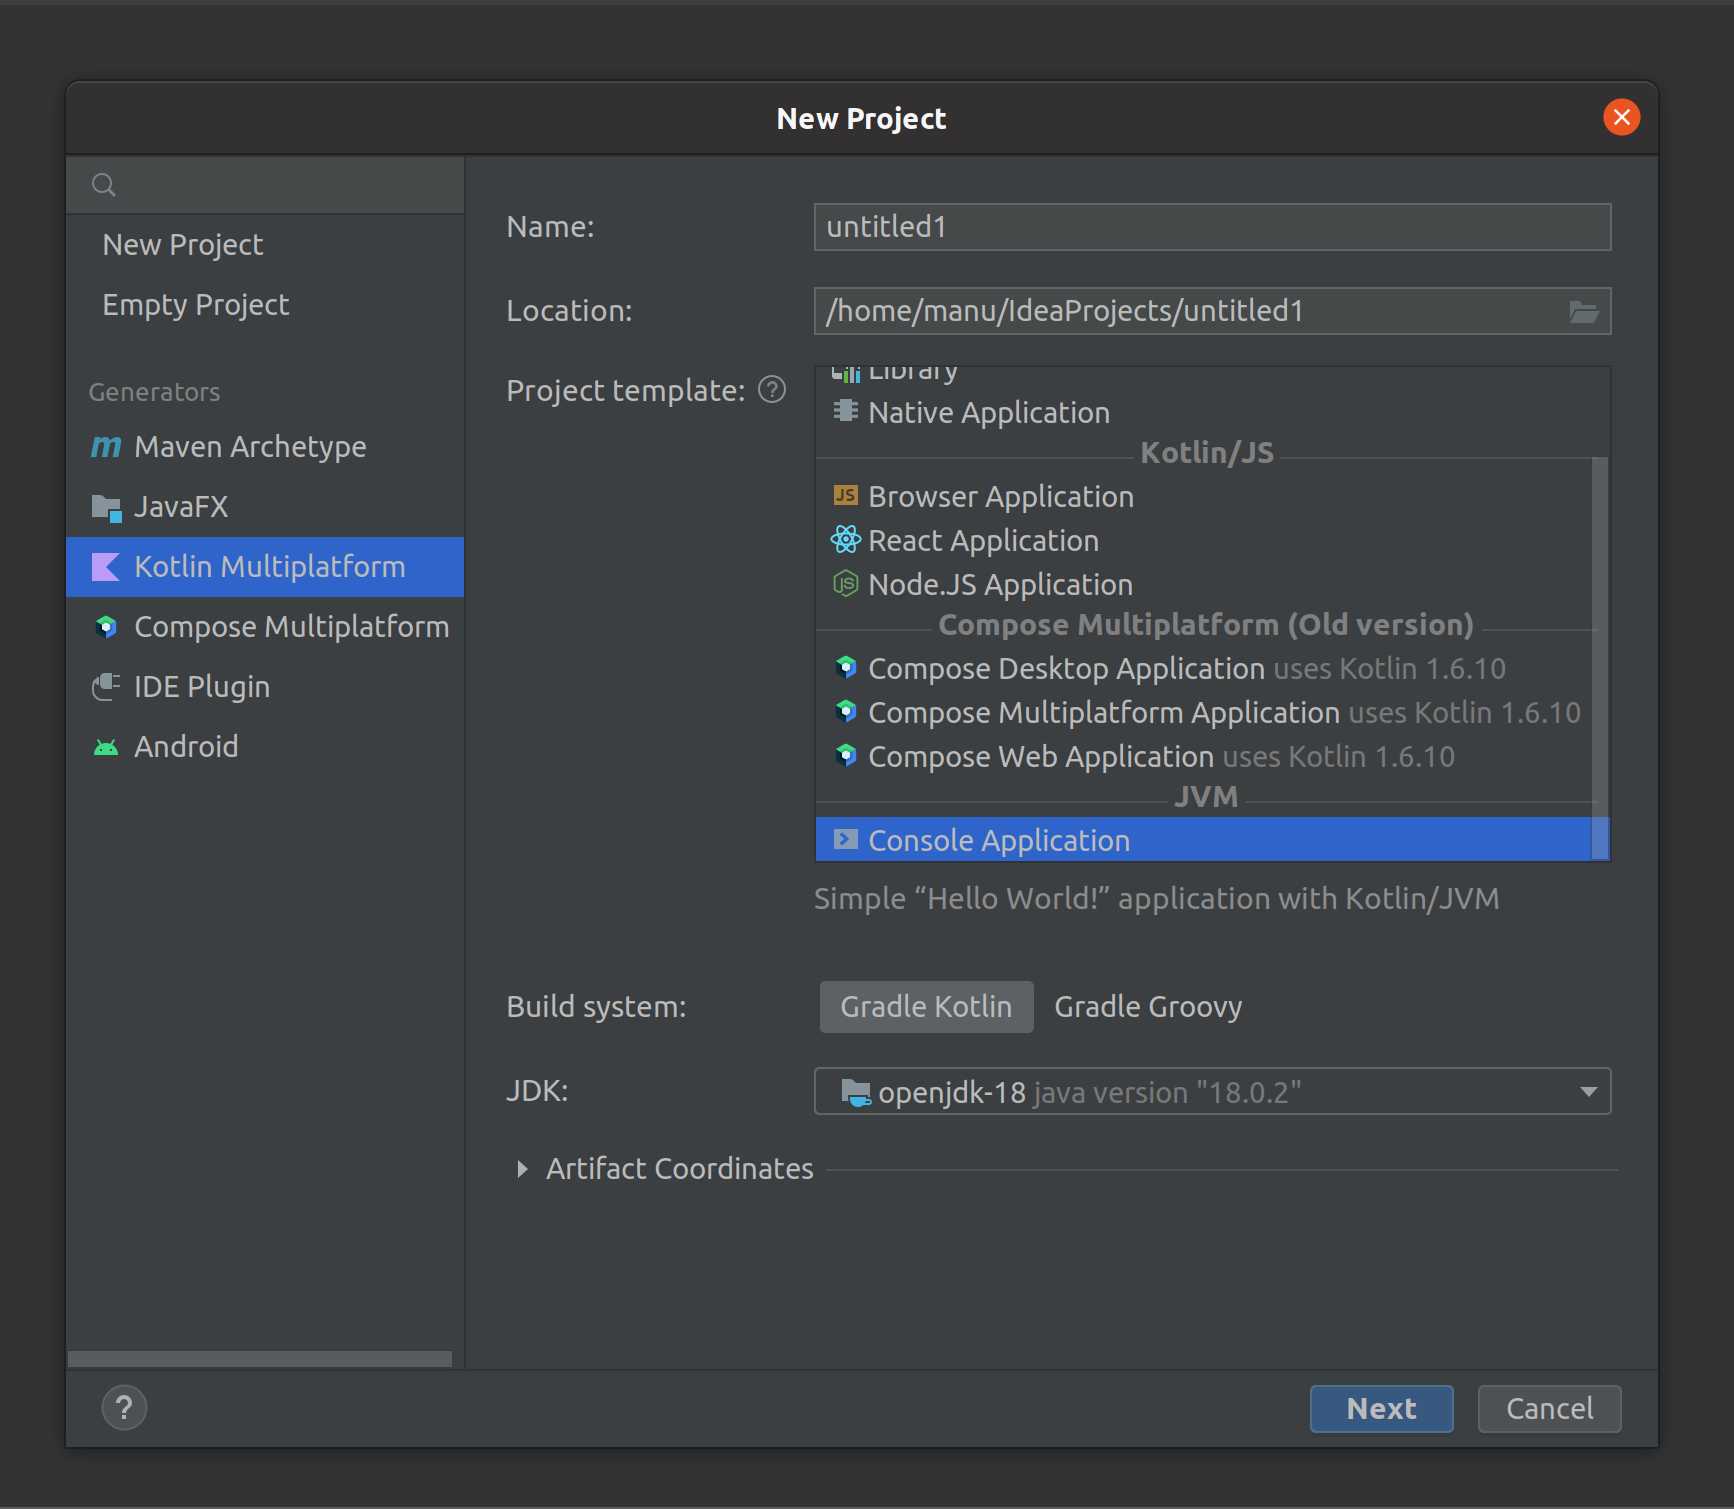 New Project
New Project
Empty Project
Generators
Maven Archetype
JavaFX
Kotlin Multiplatform
Compose Multiplatform
IDE Plugin
Android
Name:
untitled1
Location:
/home/manu/IdeaProjects/untitled1
Project template: ?
Library
Native Application
Kotlin/JS
JS Browser Application
React Application
JS Node.JS Application
Compose Multiplatform (Old version)
Compose Desktop Application uses Kotlin 1.6.10
Compose Multiplatform Application uses Kotlin 1.6.10
Compose Web Application uses Kotlin 1.6.10
JVM
Console Application
Simple “Hello World!” application with Kotlin/JVM
Build system:
Gradle Kotlin Gradle Groovy
JDK:
openjdk-18 java version "18.0.2"
Artifact Coordinates
?
Next
Cancel